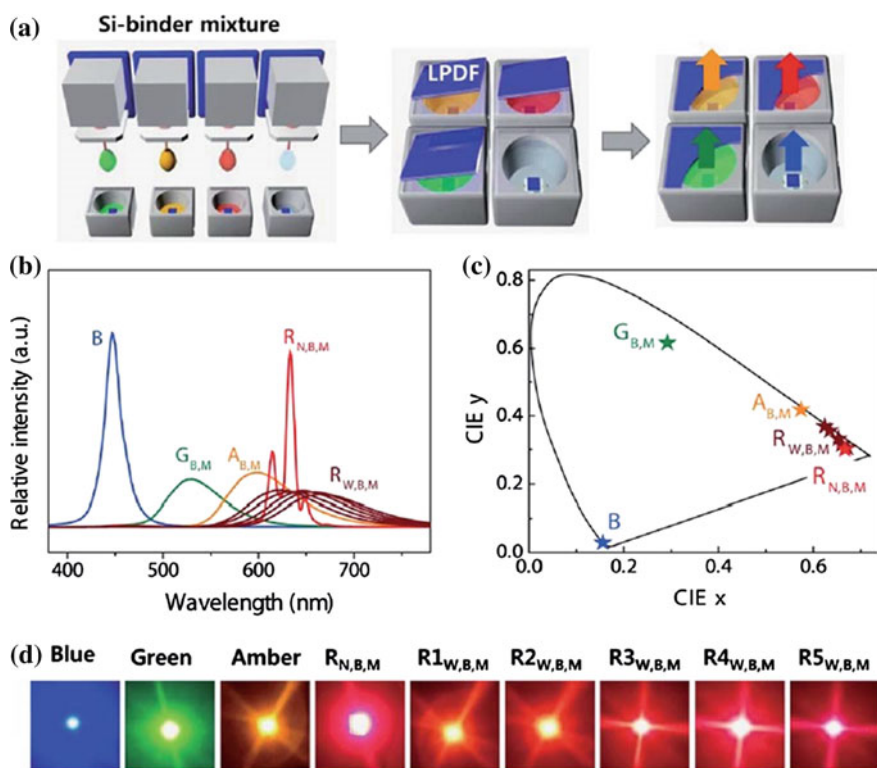 (a)
Si-binder mixture
LPDF
(b)
B
R_N,B,M
G_B,M
A_B,M
R_W,B,M
Relative intensity (a.u.)
400 500 600 700
Wavelength (nm)
(c)
0.8
0.6
0.4
0.2
0.0
CIE y
G_B,M
A_B,M
R_W,B,M
R_N,B,M
B
0.0 0.2 0.4 0.6
CIE x
(d)
Blue Green Amber R_N,B,M R1_W,B,M R2_W,B,M R3_W,B,M R4_W,B,M R5_W,B,M